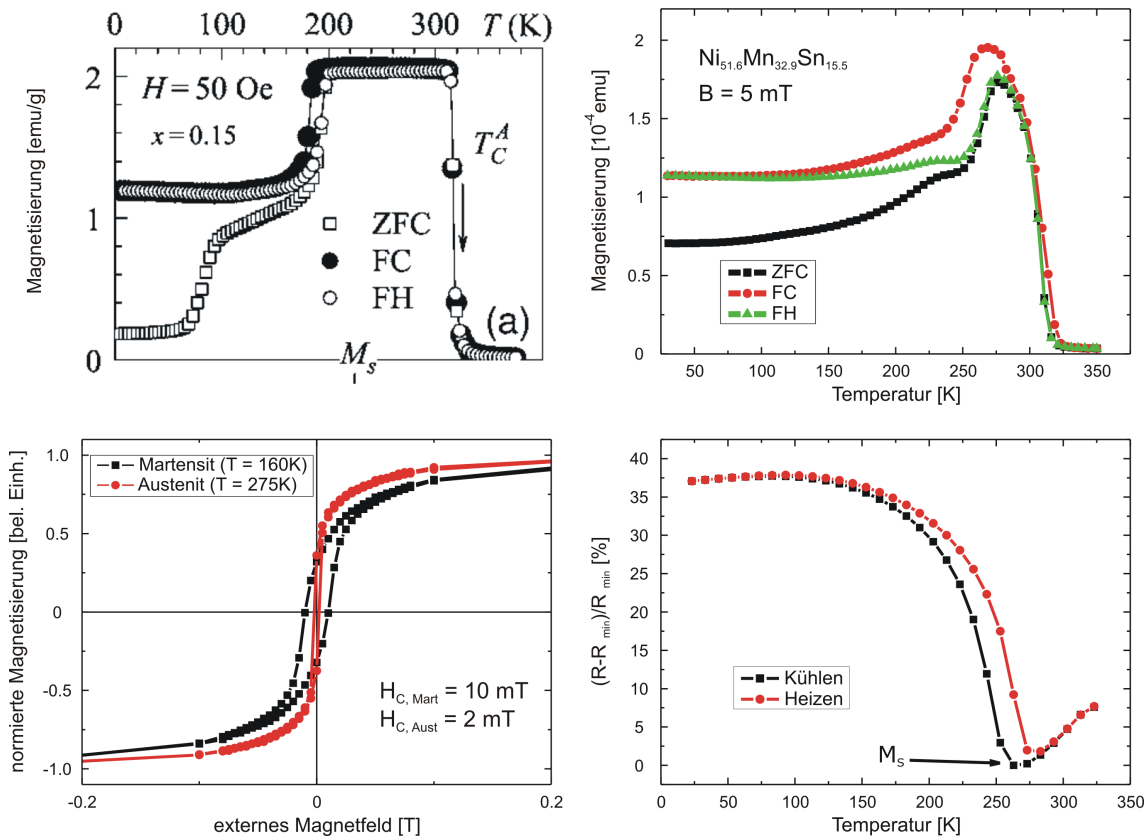 0 100 200 300 T (K)
2
1
0
Magnetisierung [emu/g]
H = 50 Oe
x = 0.15
T_C^A
ZFC
FC
FH
(a)
M_s
2
1.5
1
0.5
0
Magnetisierung [10^-4 emu]
Ni_51.6Mn_32.9Sn_15.5
B = 5 mT
ZFC
FC
FH
50 100 150 200 250 300 350
Temperatur [K]
1.0
0.5
0
-0.5
-1.0
normierte Magnetisierung [bel. Einh.]
Martensit (T = 160K)
Austenit (T = 275K)
H_C, Mart = 10 mT
H_C, Aust = 2 mT
-0.2 0 0.2
externes Magnetfeld [T]
40
35
30
25
20
15
10
5
0
(R-R_min)/R_min [%]
Kühlen
Heizen
M_s
0 50 100 150 200 250 300 350
Temperatur [K]